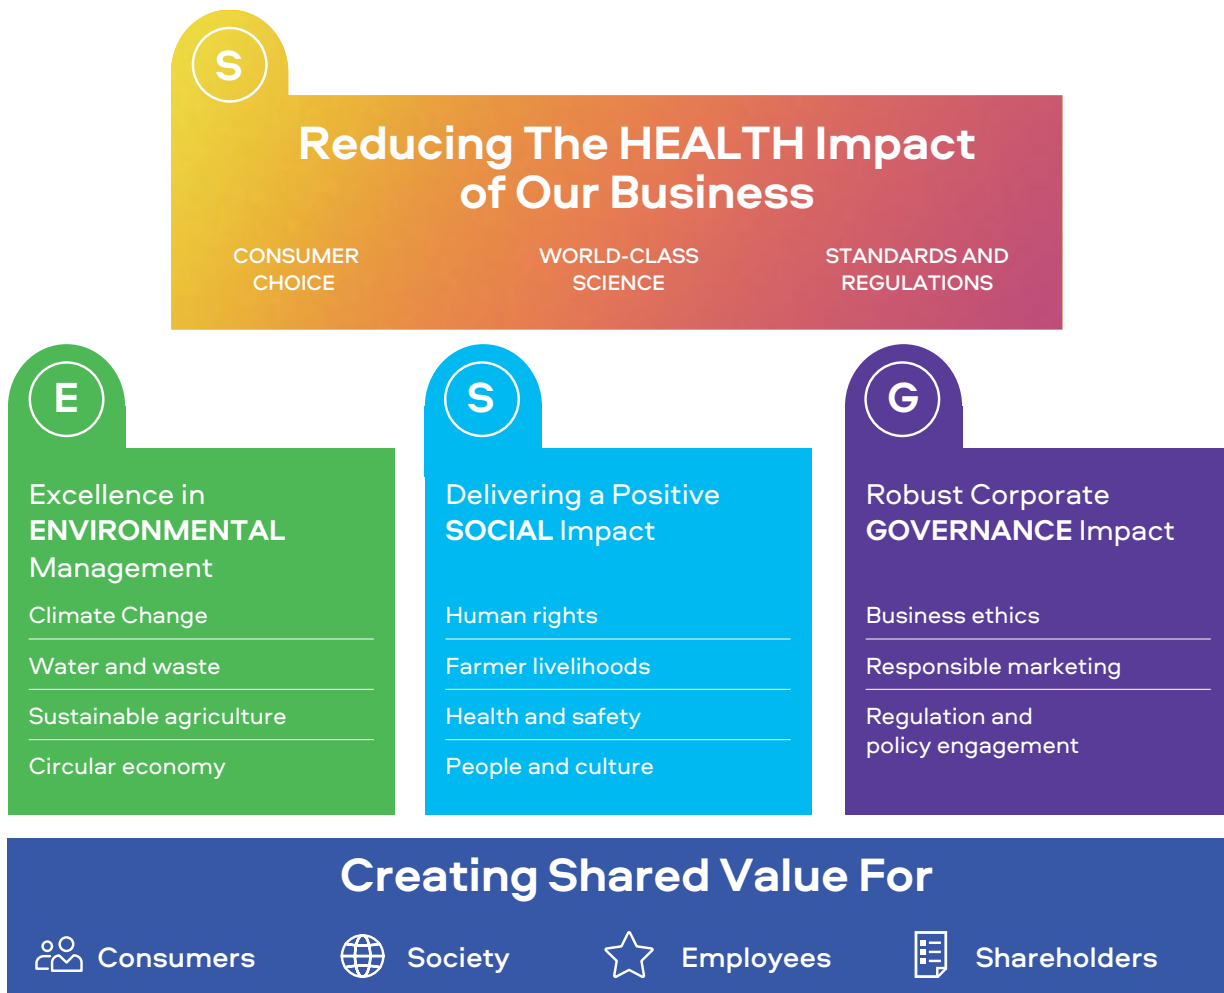 S
Reducing The HEALTH Impact
of Our Business
CONSUMER
CHOICE
WORLD-CLASS
SCIENCE
STANDARDS AND
REGULATIONS
E
Excellence in
ENVIRONMENTAL
Management
Climate Change
Water and waste
Sustainable agriculture
Circular economy
S
Delivering a Positive
SOCIAL Impact
Human rights
Farmer livelihoods
Health and safety
People and culture
G
Robust Corporate
GOVERNANCE Impact
Business ethics
Responsible marketing
Regulation and
policy engagement
Creating Shared Value For
Consumers
Society
Employees
Shareholders